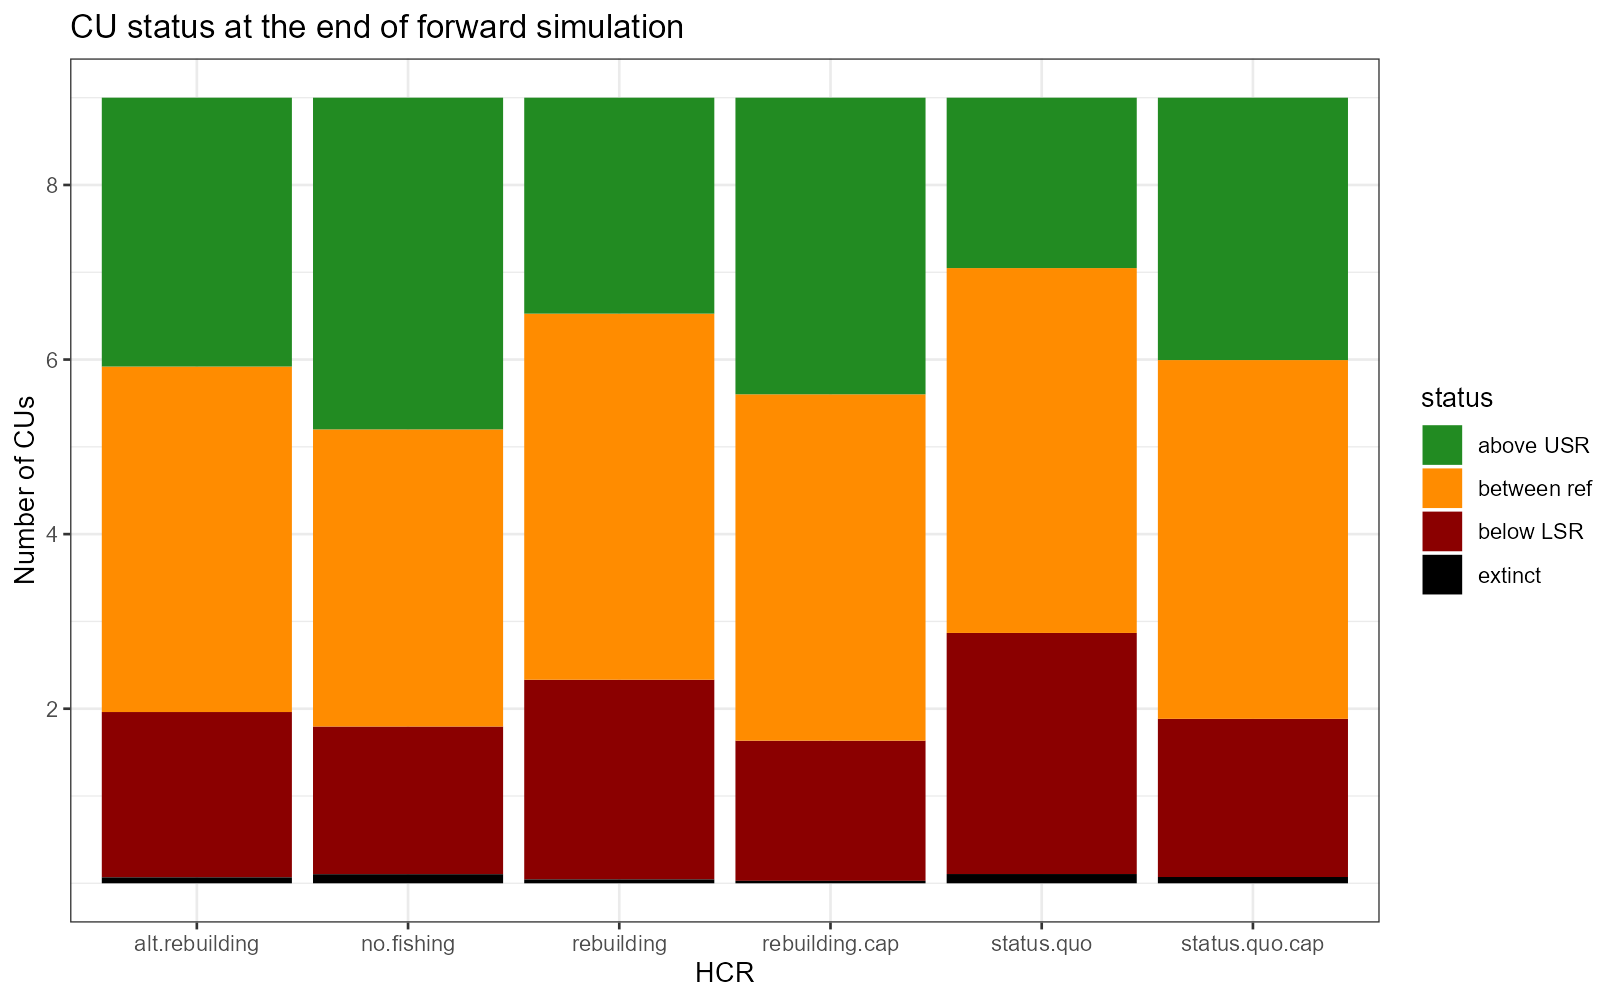 CU status at the end of forward simulation
Number of CUs
8
6
4
2
alt.rebuilding
no.fishing
rebuilding
rebuilding.cap
status.quo
status.quo.cap
HCR
status
above USR
between ref
below LSR
extinct